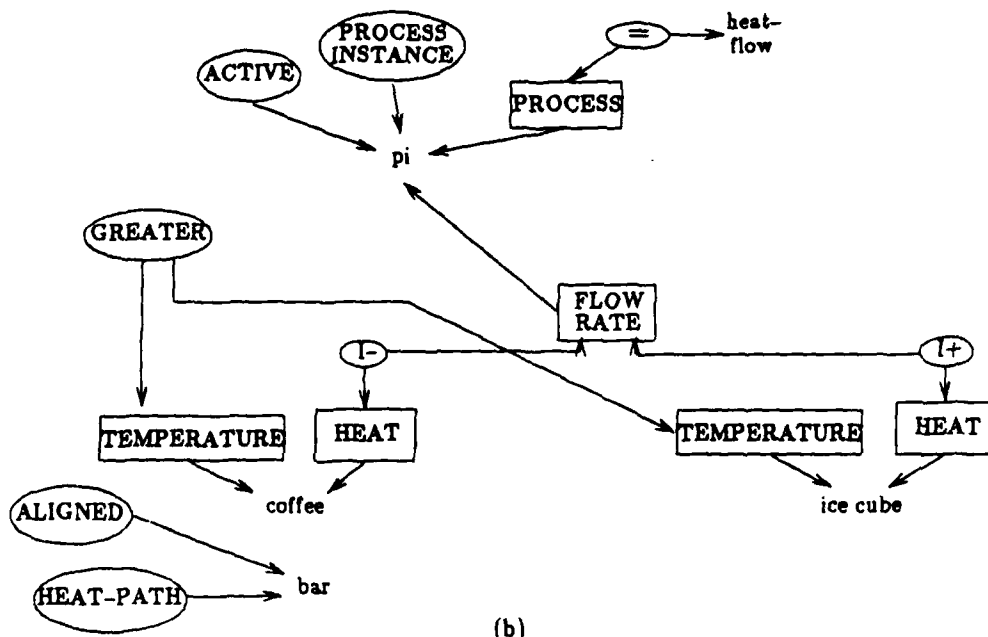 PROCESS
INSTANCE
=
heat-
flow
ACTIVE
PROCESS
pi
GREATER
FLOW
RATE
I-
I+
TEMPERATURE
HEAT
TEMPERATURE
HEAT
coffee
ice cube
ALIGNED
bar
HEAT-PATH
(b)